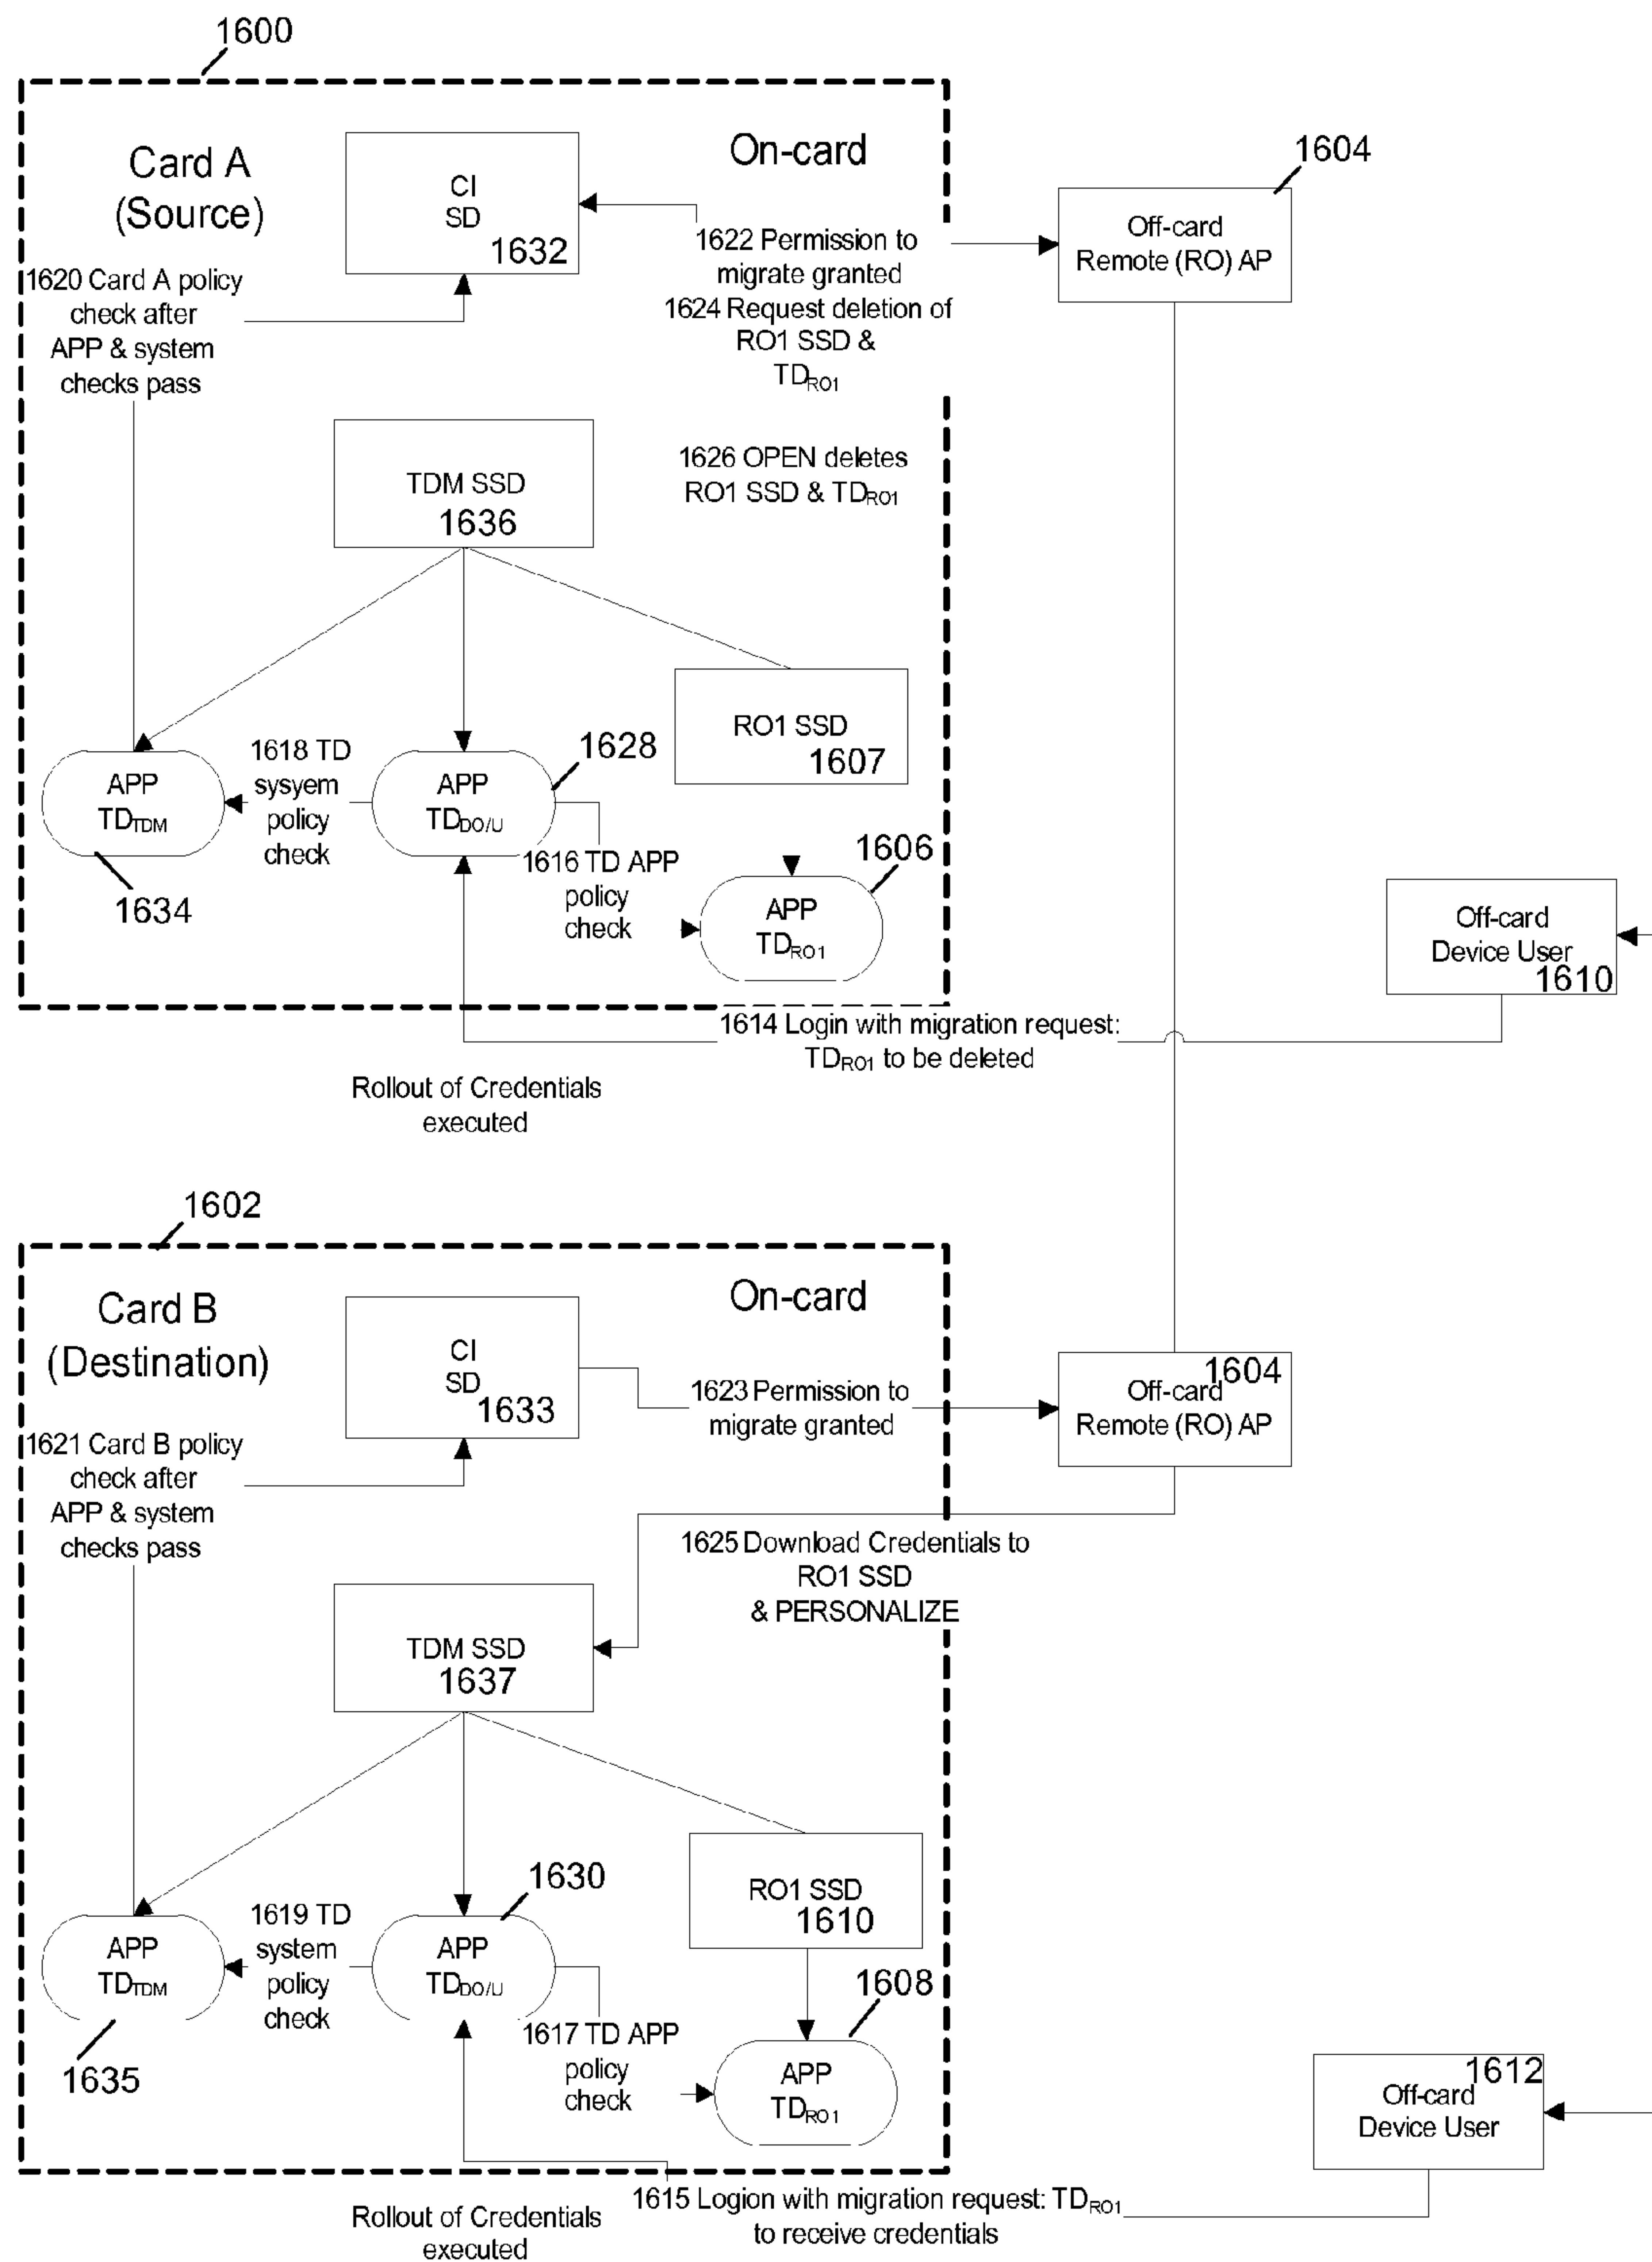 1600
Card A
(Source)
On-card
CI
SD
1632
1604
Off-card
Remote (RO) AP
1622 Permission to
migrate granted
1624 Request deletion of
RO1 SSD &
TDRO1
1620 Card A policy
check after
APP & system
checks pass
TDM SSD
1636
1626 OPEN deletes
RO1 SSD & TDRO1
RO1 SSD
1607
APP
TDTDM
1634
1618 TD
sysyem
policy
check
APP
TDDO/U
1628
1616 TD APP
policy
check
1606
APP
TDRO1
Off-card
Device User
1610
1614 Login with migration request:
TDRO1 to be deleted
Rollout of Credentials
executed
1602
Card B
(Destination)
On-card
CI
SD
1633
1623 Permission to
migrate granted
1604
Off-card
Remote (RO) AP
1621 Card B policy
check after
APP & system
checks pass
1625 Download Credentials to
RO1 SSD
& PERSONALIZE
TDM SSD
1637
RO1 SSD
1610
APP
TDTDM
1635
1619 TD
system
policy
check
APP
TDDO/U
1630
1617 TD APP
policy
check
1608
APP
TDRO1
1612
Off-card
Device User
1615 Logion with migration request: TDRO1
to receive credentials
Rollout of Credentials
executed